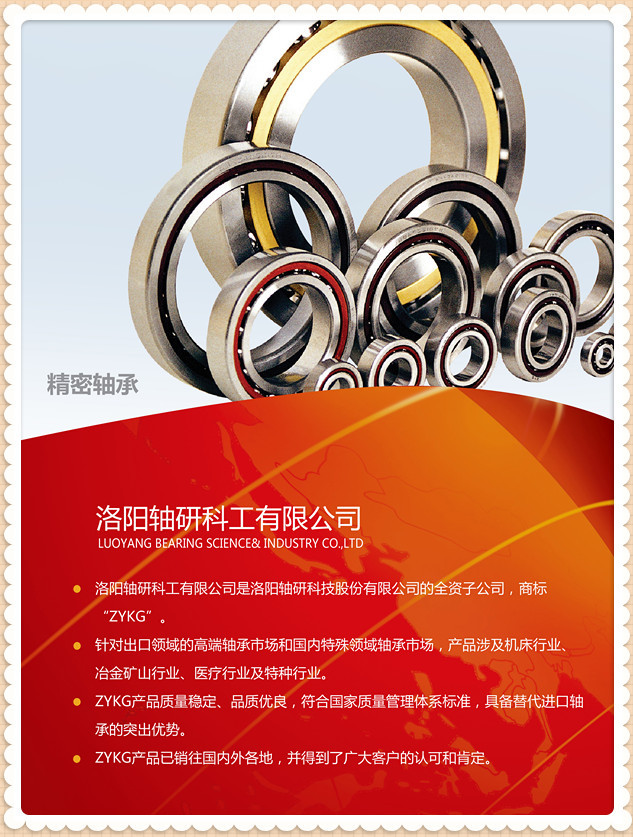 精密轴承
洛阳轴研科工有限公司
LUOYANG BEARING SCIENCE& INDUSTRY CO.,LTD
洛阳轴研科工有限公司是洛阳轴研科技股份有限公司的全资子公司，商标
“ZYKG”。
针对出口领域的高端轴承市场和国内特殊领域轴承市场，产品涉及机床行业、
冶金矿山行业、医疗行业及特种行业。
ZYKG产品质量稳定、品质优良，符合国家质量管理体系标准，具备替代进口轴
承的突出优势。
ZYKG产品已销往国内外各地，并得到了广大客户的认可和肯定。